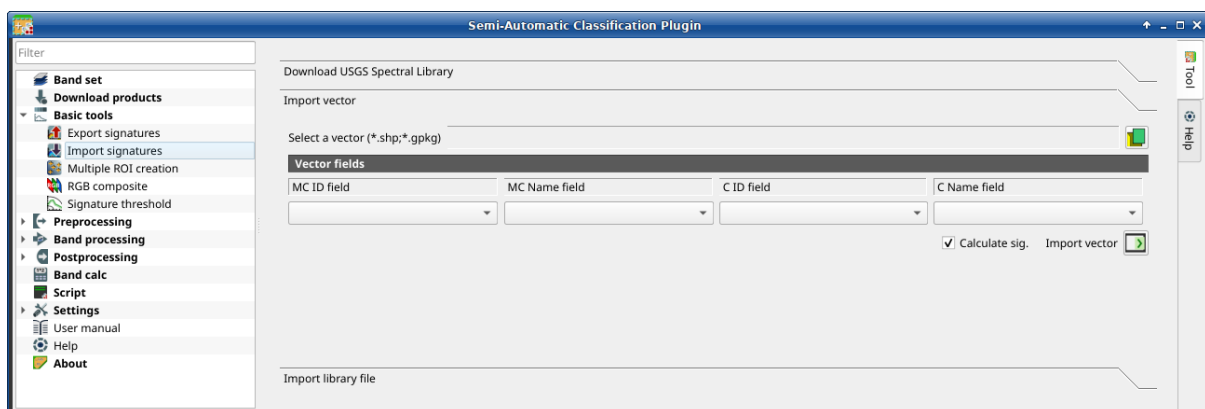 Semi-Automatic Classification Plugin
Filter
Band set
Download products
Basic tools
Export signatures
Import signatures
Multiple ROI creation
RGB composite
Signature threshold
Preprocessing
Band processing
Postprocessing
Band calc
Script
Settings
User manual
Help
About
Download USGS Spectral Library
Import vector
Select a vector (*.shp;*.gpkg)
Vector fields
MC ID field MC Name field C ID field C Name field
Calculate sig. Import vector
Import library file
Tool
Help